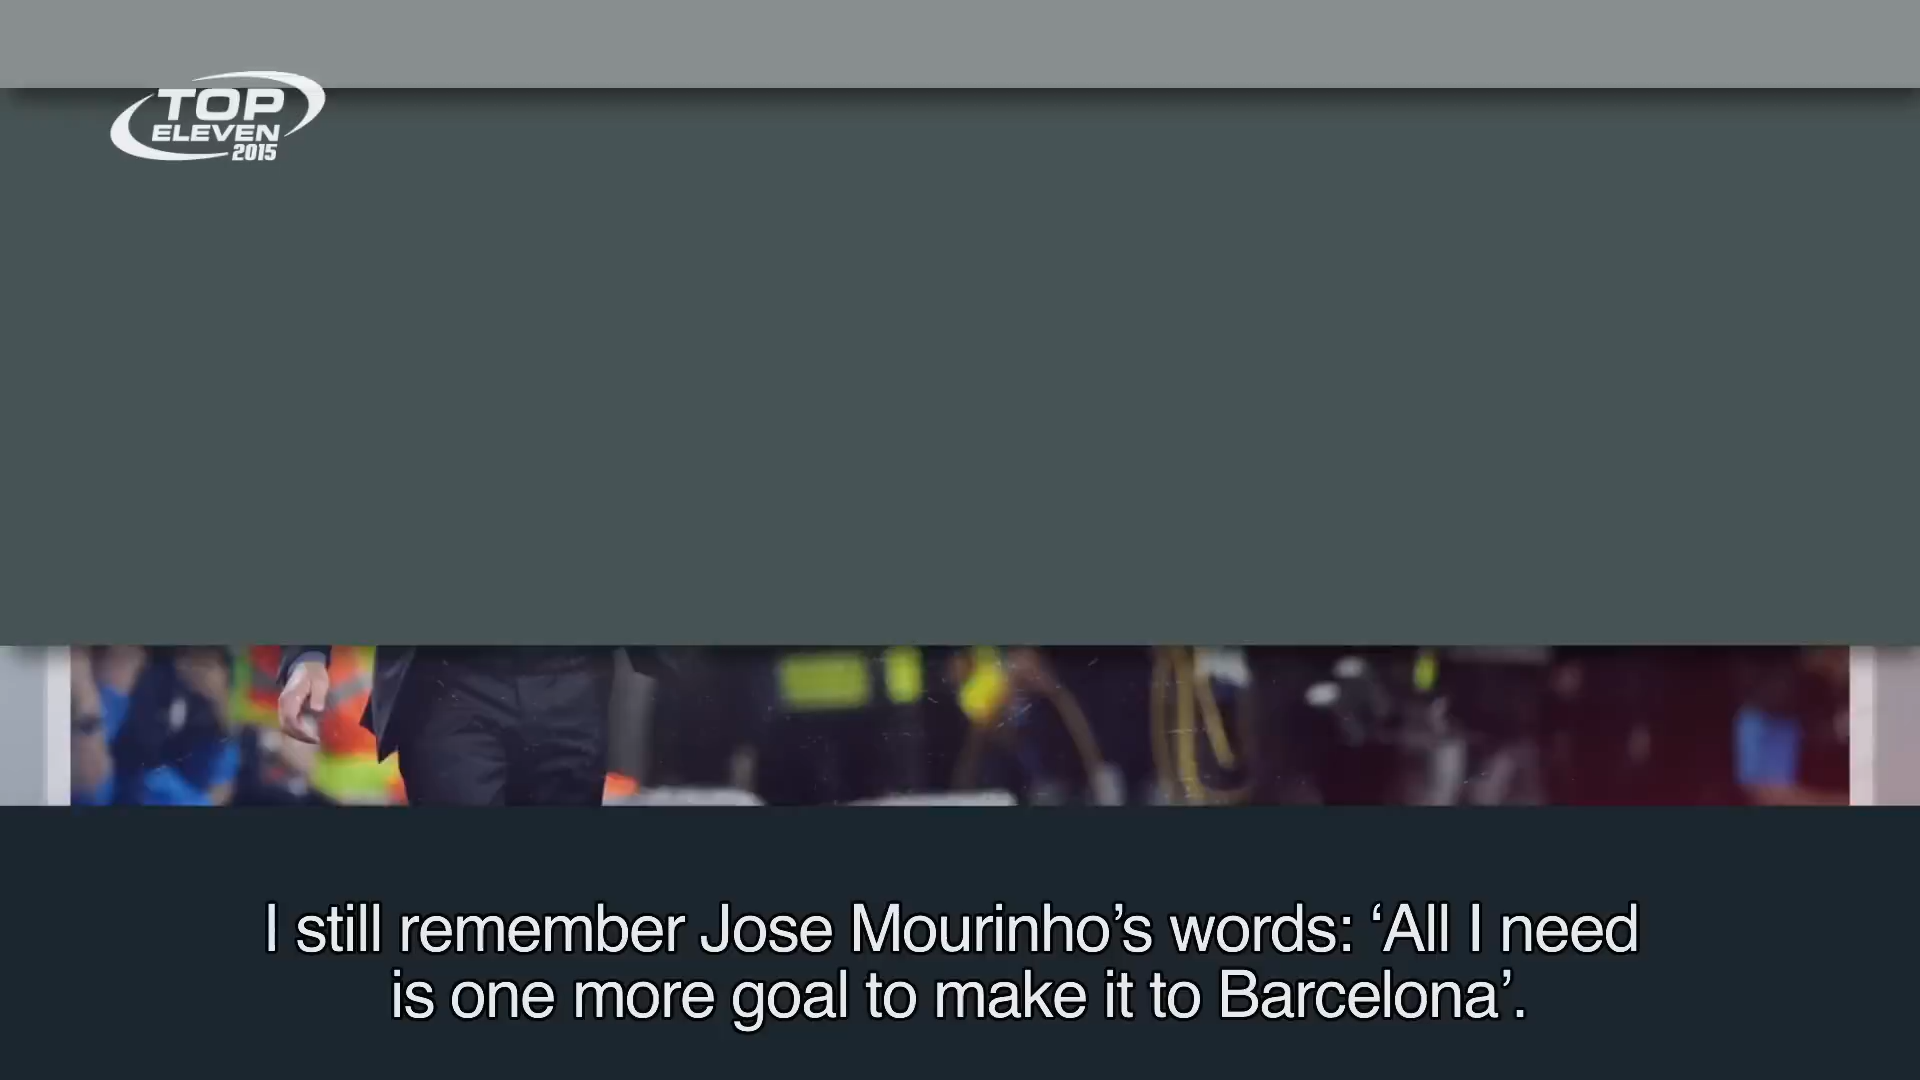 TOP
ELEVEN
2015
I still remember Jose Mourinho’s words: ‘All I need
is one more goal to make it to Barcelona’.